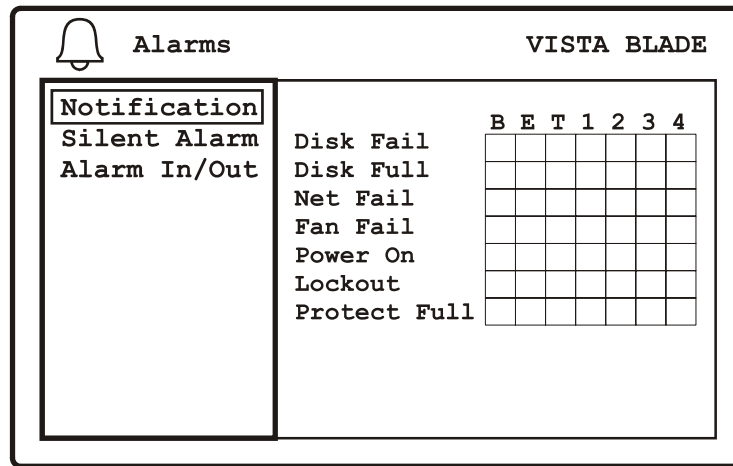 Alarms VISTA BLADE
Notification
Silent Alarm
Alarm In/Out
B E T 1 2 3 4
Disk Fail
Disk Full
Net Fail
Fan Fail
Power On
Lockout
Protect Full